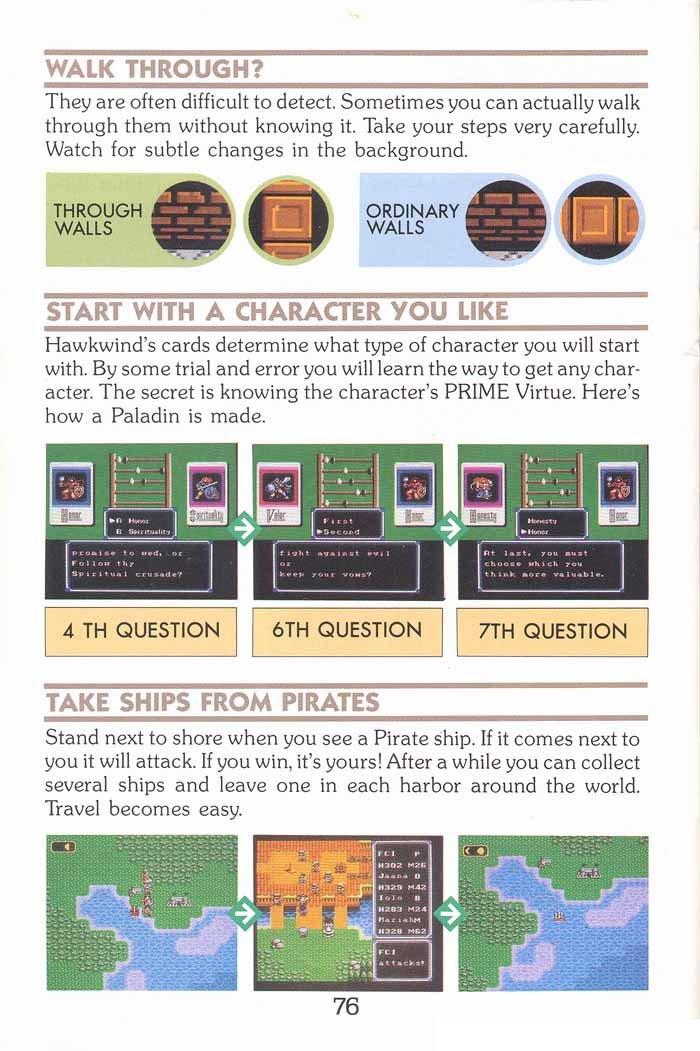 WALK THROUGH?
They are often difficult to detect. Sometimes you can actually walk
through them without knowing it. Take your steps very carefully.
Watch for subtle changes in the background.
THROUGH
WALLS
ORDINARY
WALLS
START WITH A CHARACTER YOU LIKE
Hawkwind's cards determine what type of character you will start
with. By some trial and error you will learn the way to get any char-
acter. The secret is knowing the character's PRIME Virtue. Here's
how a Paladin is made.
Honor
Spirituality
A Honor
B Spirituality
promise to wed, or
Follow thy
Spiritual crusade?
Valor
Honor
First
Second
fight against evil
or
keep your vows?
Honesty
Honor
Honesty
Honor
At last, you must
choose which you
think more valuable.
4 TH QUESTION
6TH QUESTION
7TH QUESTION
TAKE SHIPS FROM PIRATES
Stand next to shore when you see a Pirate ship. If it comes next to
you it will attack. If you win, it's yours! After a while you can collect
several ships and leave one in each harbor around the world.
Travel becomes easy.
FCI P
H302 M26
Jaana D
H329 M42
Iolo B
H283 M24
Mariah M
H328 M62
FCI
attacks!
76